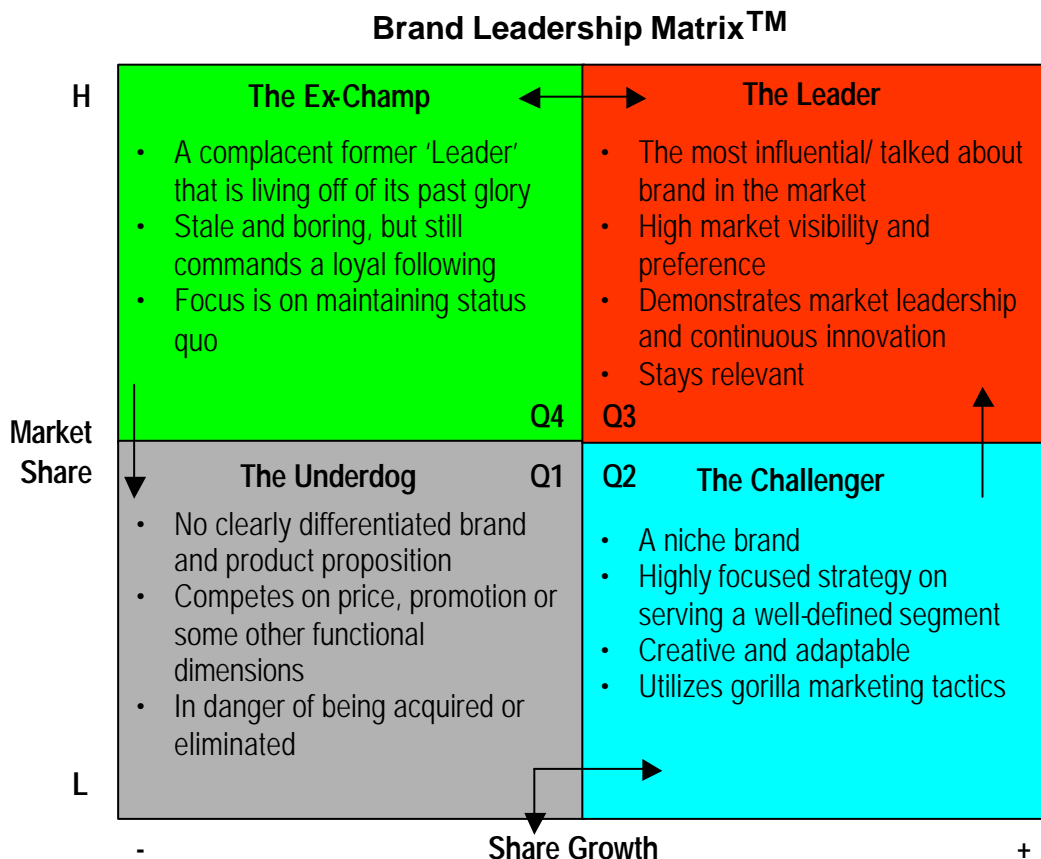 Brand Leadership Matrix™
H
The Ex-Champ
• A complacent former ‘Leader’
that is living off of its past glory
• Stale and boring, but still
commands a loyal following
• Focus is on maintaining status
quo
Q4
The Leader
• The most influential/ talked about
brand in the market
• High market visibility and
preference
• Demonstrates market leadership
and continuous innovation
• Stays relevant
Q3
Market
Share
The Underdog
Q1
• No clearly differentiated brand
and product proposition
• Competes on price, promotion or
some other functional
dimensions
• In danger of being acquired or
eliminated
Q2
The Challenger
• A niche brand
• Highly focused strategy on
serving a well-defined segment
• Creative and adaptable
• Utilizes gorilla marketing tactics
L
-
Share Growth
+